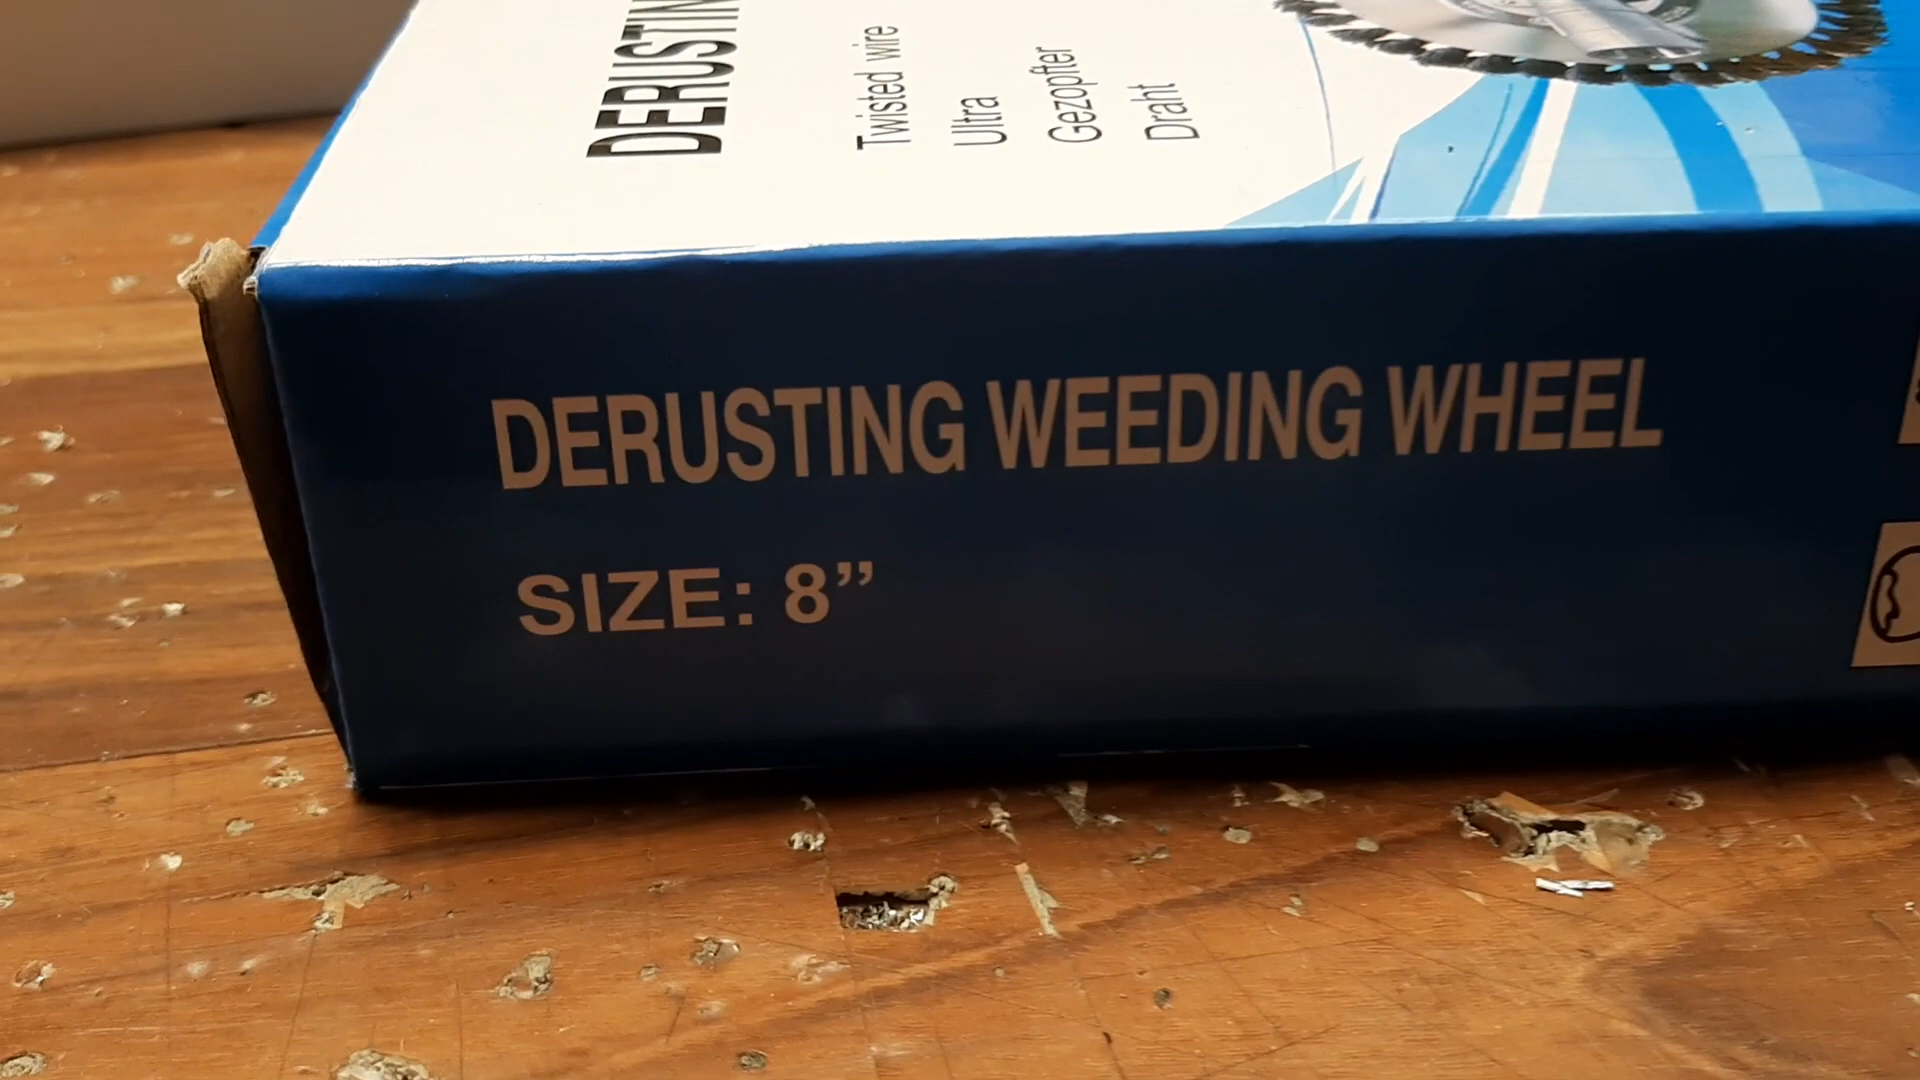 DERUSTIN
Twisted wire
Ultra
Gezopfter
Draht
DERUSTING WEEDING WHEEL
SIZE: 8”